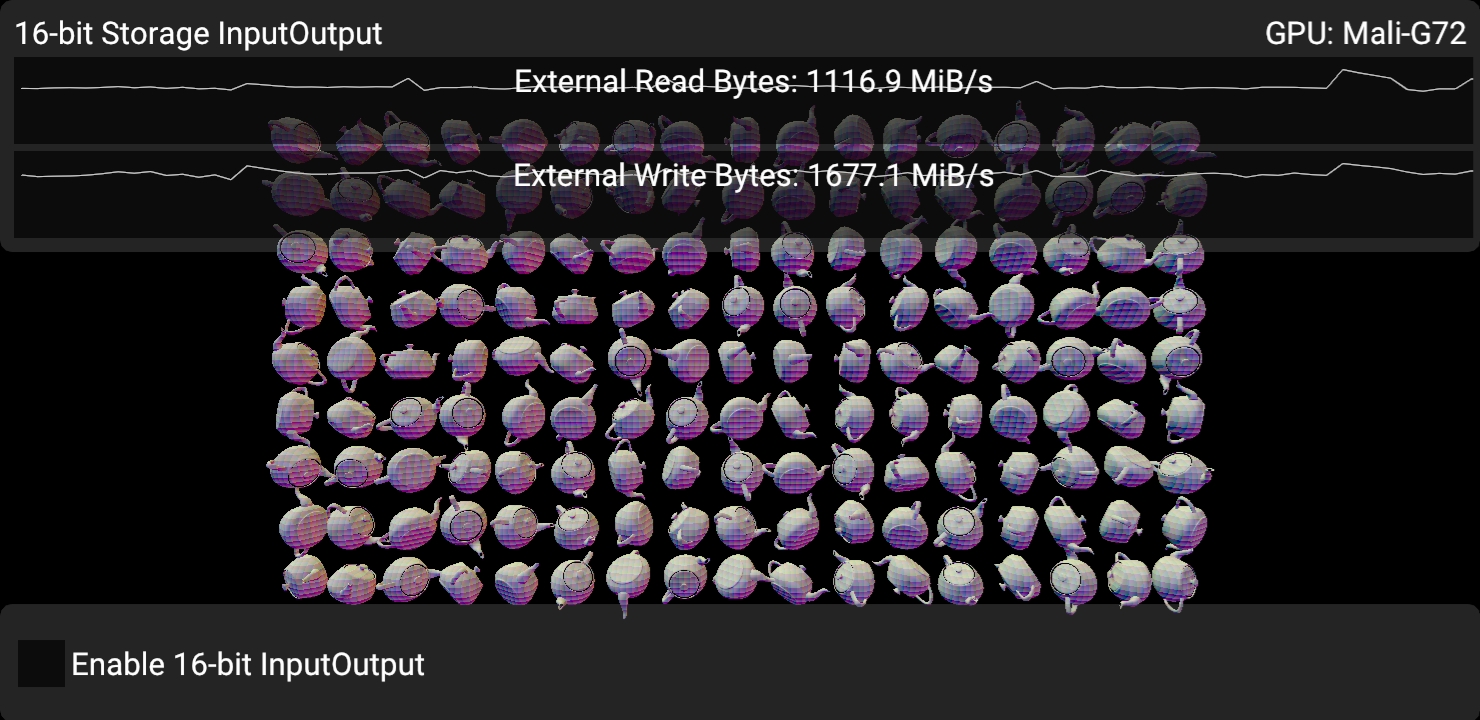 16-bit Storage InputOutput
GPU: Mali-G72
External Read Bytes: 1116.9 MiB/s
External Write Bytes: 1677.1 MiB/s
Enable 16-bit InputOutput